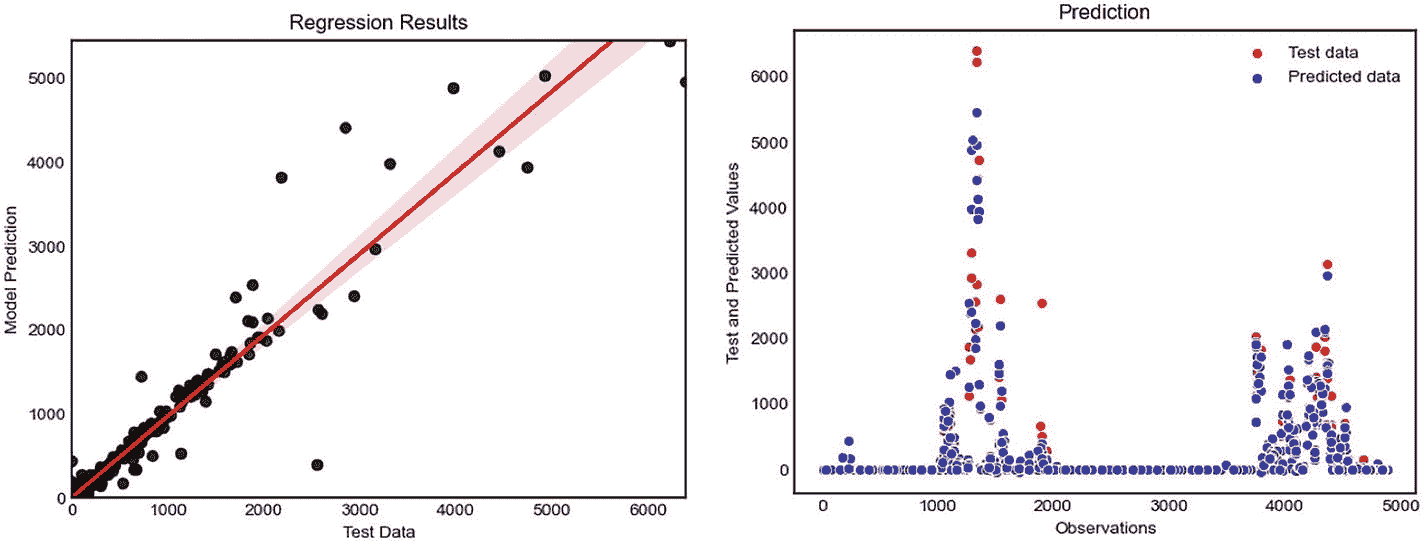 Regression Results
Model Prediction
5000
4000
3000
2000
1000
0
0 1000 2000 3000 4000 5000 6000
Test Data
Prediction
Test data
Predicted data
Test and Predicted Values
6000
5000
4000
3000
2000
1000
0
0 1000 2000 3000 4000 5000
Observations